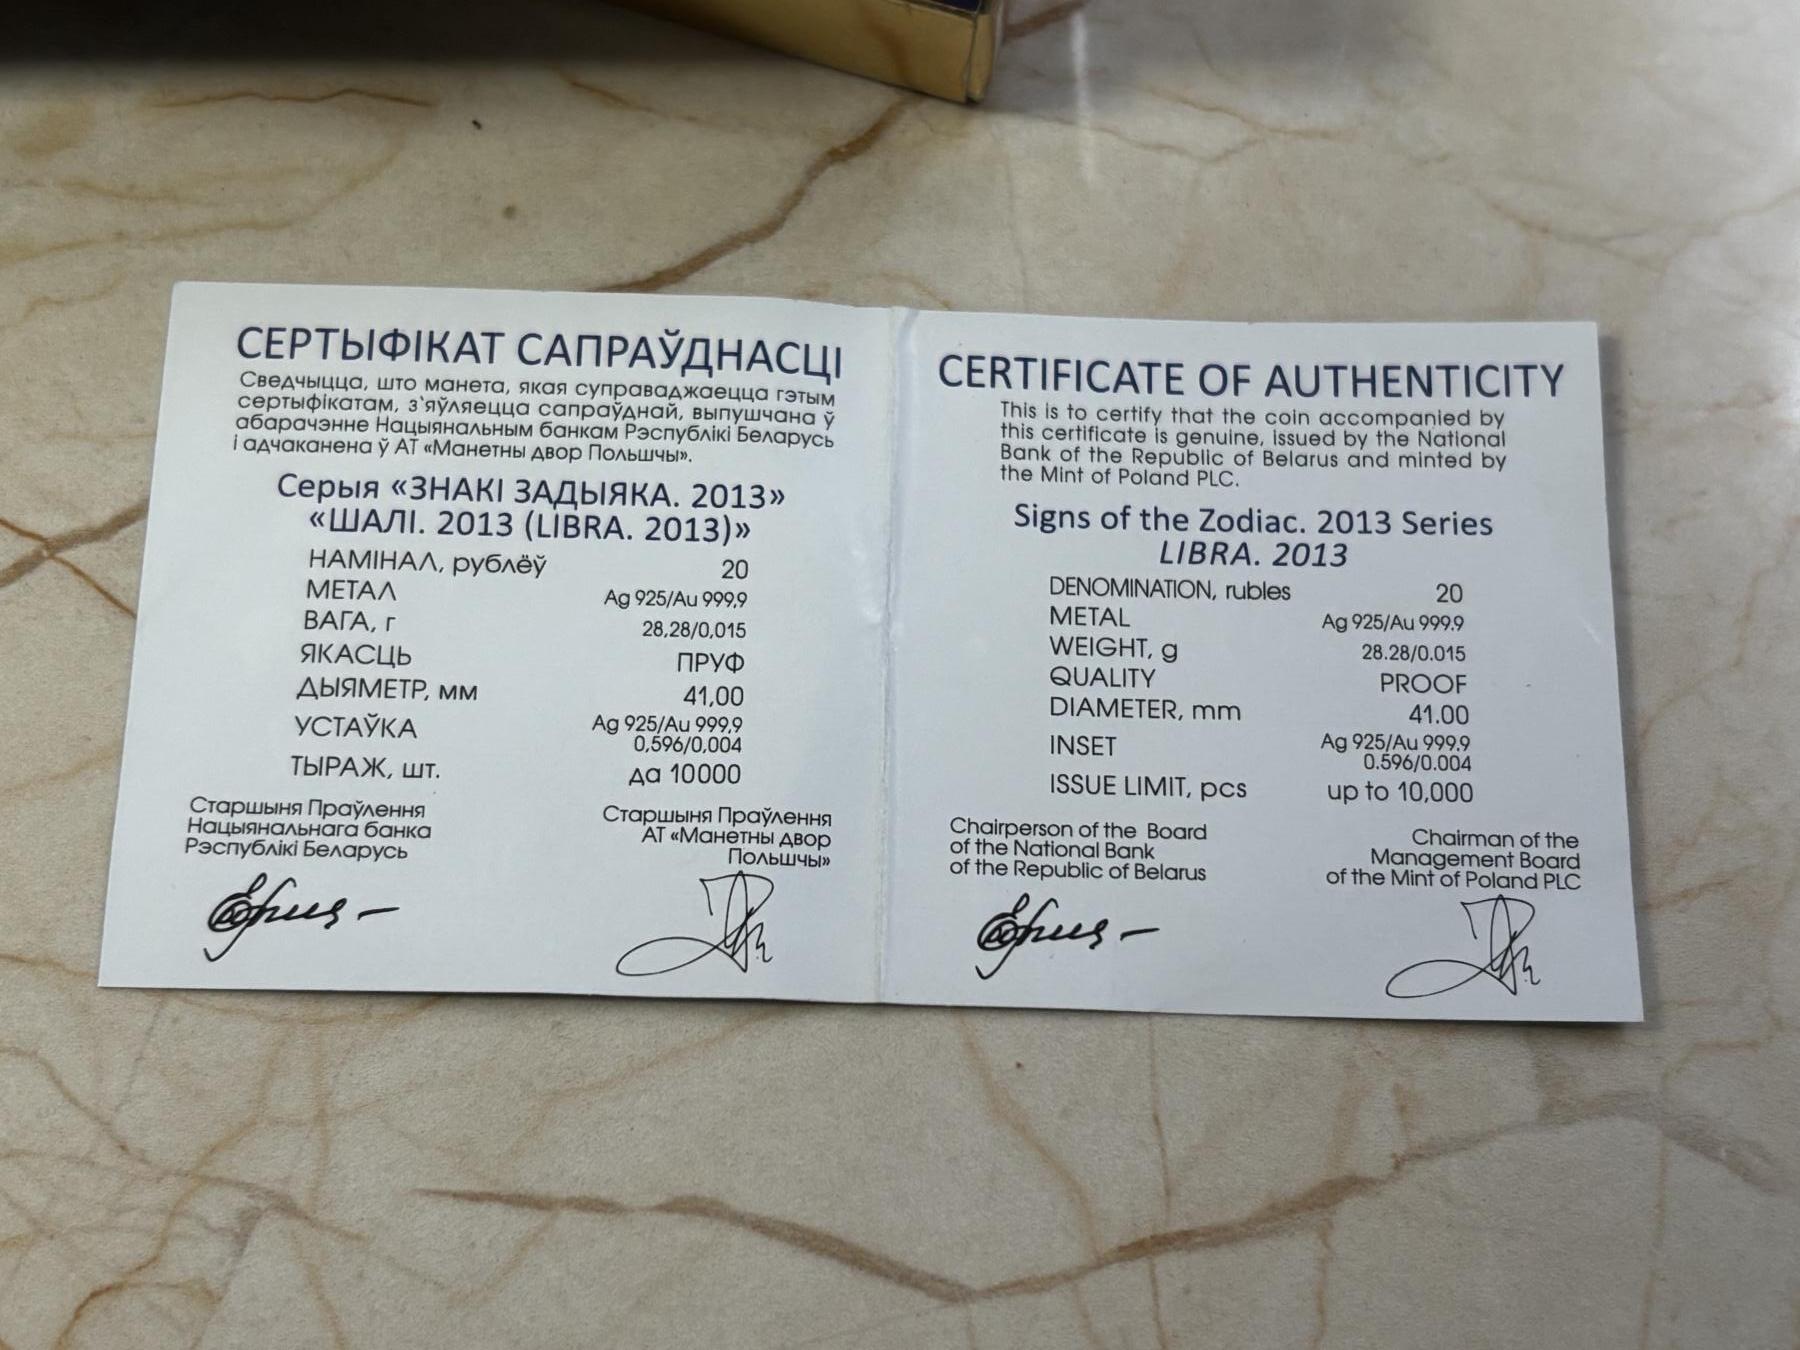 СЕРТЫФІКАТ САПРАЎДНАСЦІ
Сведчыцца, што манета, якая суправаджаецца гэтым
сертыфікатам, з'яўляецца сапраўднай, выпушчана ў
абарачэнне Нацыянальным банкам Рэспублікі Беларусь
і адчаканена ў АТ «Манетны двор Польшчы».
Серыя «ЗНАКІ ЗАДЫЯКА. 2013»
«ШАЛІ. 2013 (LIBRA. 2013)»
НАМІНАЛ, рублёў 20
МЕТАЛ Ag 925/Au 999.9
ВАГА, г 28,28/0,015
ЯКАСЦЬ ПРУФ
ДЫЯМЕТР, мм 41,00
УСТАЎКА Ag 925/Au 999.9
0,596/0,004
ТЫРАЖ, шт. да 10000
Старшыня Праўлення
Нацыянальнага банка
Рэспублікі Беларусь
Старшыня Праўлення
АТ «Манетны двор
Польшчы»
CERTIFICATE OF AUTHENTICITY
This is to certify that the coin accompanied by
this certificate is genuine, issued by the National
Bank of the Republic of Belarus and minted by
the Mint of Poland PLC.
Signs of the Zodiac. 2013 Series
LIBRA. 2013
DENOMINATION, rubles 20
METAL Ag 925/Au 999.9
WEIGHT, g 28.28/0.015
QUALITY PROOF
DIAMETER, mm 41.00
INSET Ag 925/Au 999.9
0.596/0.004
ISSUE LIMIT, pcs up to 10,000
Chairperson of the Board
of the National Bank
of the Republic of Belarus
Chairman of the
Management Board
of the Mint of Poland PLC